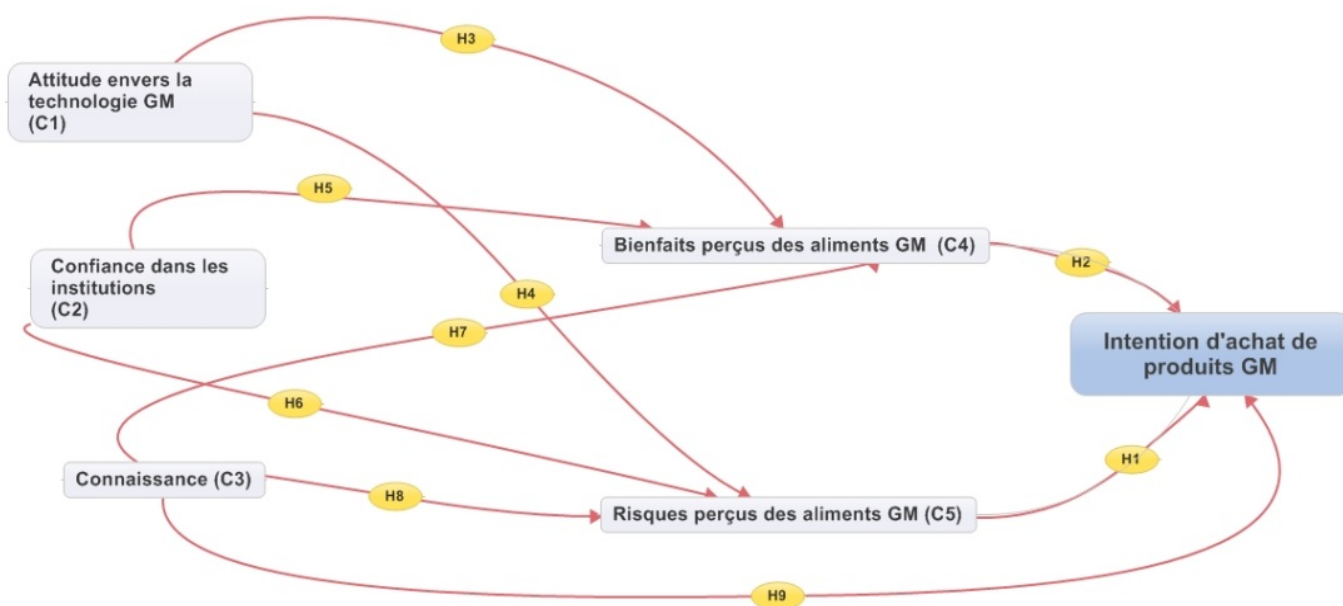 H3
Attitude envers la
technologie GM
(C1)
H5
Bienfaits perçus des aliments GM (C4)
Confiance dans les
institutions
(C2)
H2
H4
H7
Intention d'achat de
produits GM
H6
H1
Connaissance (C3)
H8
Risques perçus des aliments GM (C5)
H9